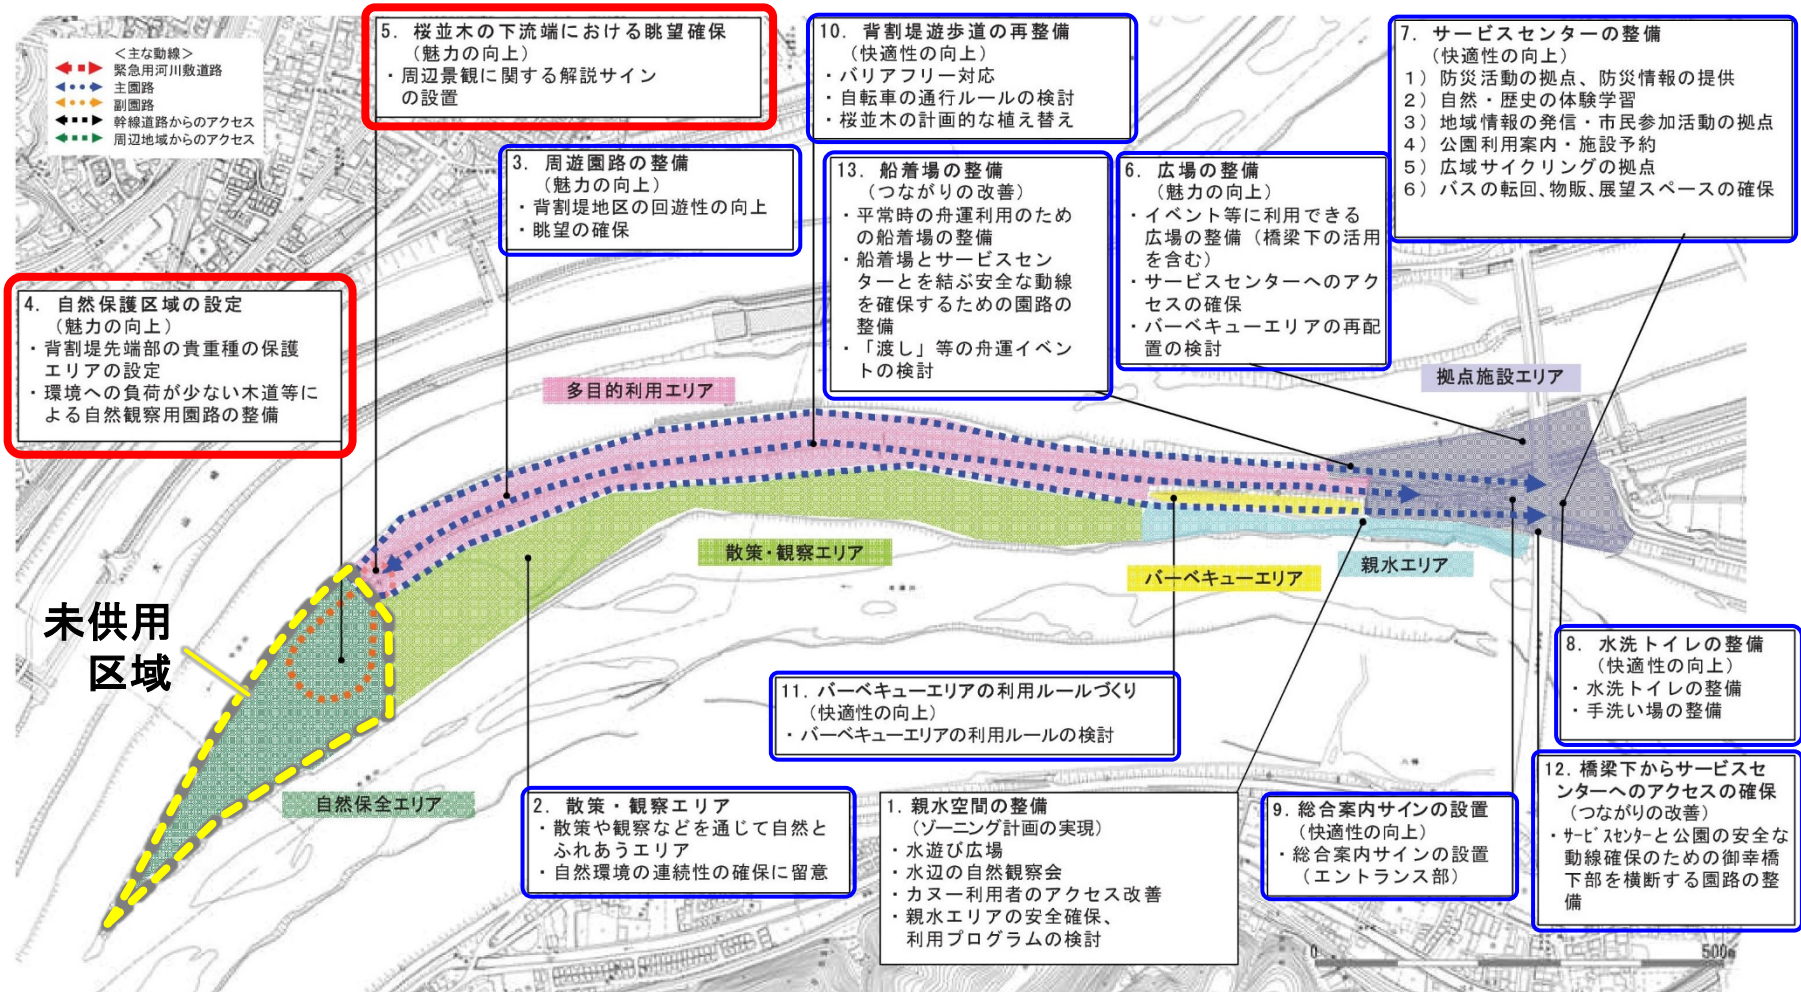 ＜主な動線＞
緊急用河川敷道路
主園路
副園路
幹線道路からのアクセス
周辺地域からのアクセス
5．桜並木の下流端における眺望確保
（魅力の向上）
・周辺景観に関する解説サイン
の設置
10．背割堤遊歩道の再整備
（快適性の向上）
・バリアフリー対応
・自転車の通行ルールの検討
・桜並木の計画的な植え替え
7．サービスセンターの整備
（快適性の向上）
1）防災活動の拠点、防災情報の提供
2）自然・歴史の体験学習
3）地域情報の発信・市民参加活動の拠点
4）公園利用案内・施設予約
5）広域サイクリングの拠点
6）バスの転回、物販、展望スペースの確保
3．周遊園路の整備
（魅力の向上）
・背割堤地区の回遊性の向上
・眺望の確保
13．船着場の整備
（つながりの改善）
・平常時の舟運利用のため
の船着場の整備
・船着場とサービスセン
ターとを結ぶ安全な動線
を確保するための園路の
整備
・「渡し」等の舟運イベン
トの検討
6．広場の整備
（魅力の向上）
・イベント等に利用できる
広場の整備（橋梁下の活用
を含む）
・サービスセンターへのアク
セスの確保
・バーベキューエリアの再配
置の検討
4．自然保護区域の設定
（魅力の向上）
・背割堤先端部の貴重種の保護
エリアの設定
・環境への負荷が少ない木道等に
よる自然観察用園路の整備
多目的利用エリア
拠点施設エリア
散策・観察エリア
バーベキューエリア
親水エリア
未供用
区域
自然保全エリア
11．バーベキューエリアの利用ルールづくり
（快適性の向上）
・バーベキューエリアの利用ルールの検討
8．水洗トイレの整備
（快適性の向上）
・水洗トイレの整備
・手洗い場の整備
2．散策・観察エリア
・散策や観察などを通じて自然と
ふれあうエリア
・自然環境の連続性の確保に留意
1．親水空間の整備
（ゾーニング計画の実現）
・水遊び広場
・水辺の自然観察会
・カヌー利用者のアクセス改善
・親水エリアの安全確保、
利用プログラムの検討
9．総合案内サインの設置
（快適性の向上）
・総合案内サインの設置
（エントランス部）
12．橋梁下からサービスセ
ンターへのアクセスの確保
（つながりの改善）
・サービスセンターと公園の安全な
動線確保のための御幸橋
下部を横断する園路の整
備
0
500m